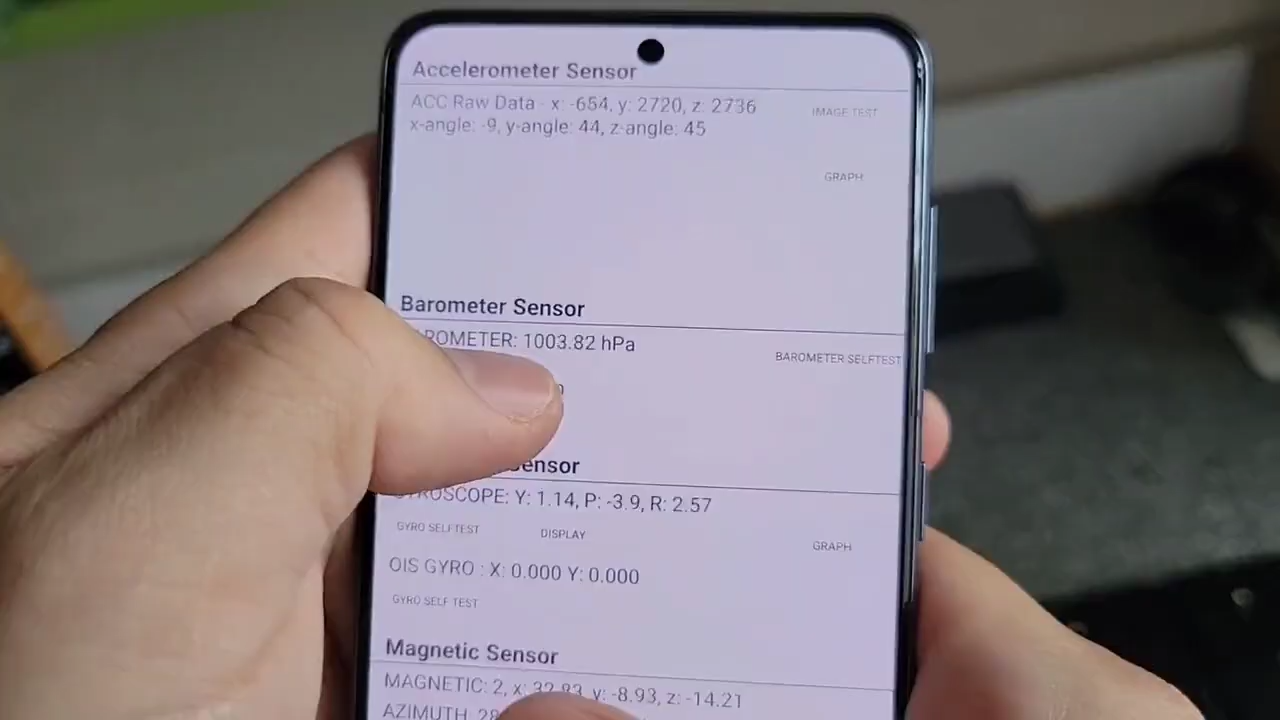 Accelerometer Sensor
ACC Raw Data - x: -654, y: 2720, z: 2736
IMAGE TEST
x-angle: -9, y-angle: 44, z-angle: 45
GRAPH
Barometer Sensor
1003.82 hPa
BAROMETER SELFTEST
GYROSCOPE: Y: 1.14, P: -3.9, R: 2.57
GYRO SELFTEST
DISPLAY
GRAPH
OIS GYRO : X: 0.000 Y: 0.000
GYRO SELF TEST
Magnetic Sensor
MAGNETIC: 2, x: 32.83, y: -8.93, z: -14.21
AZIMUTH